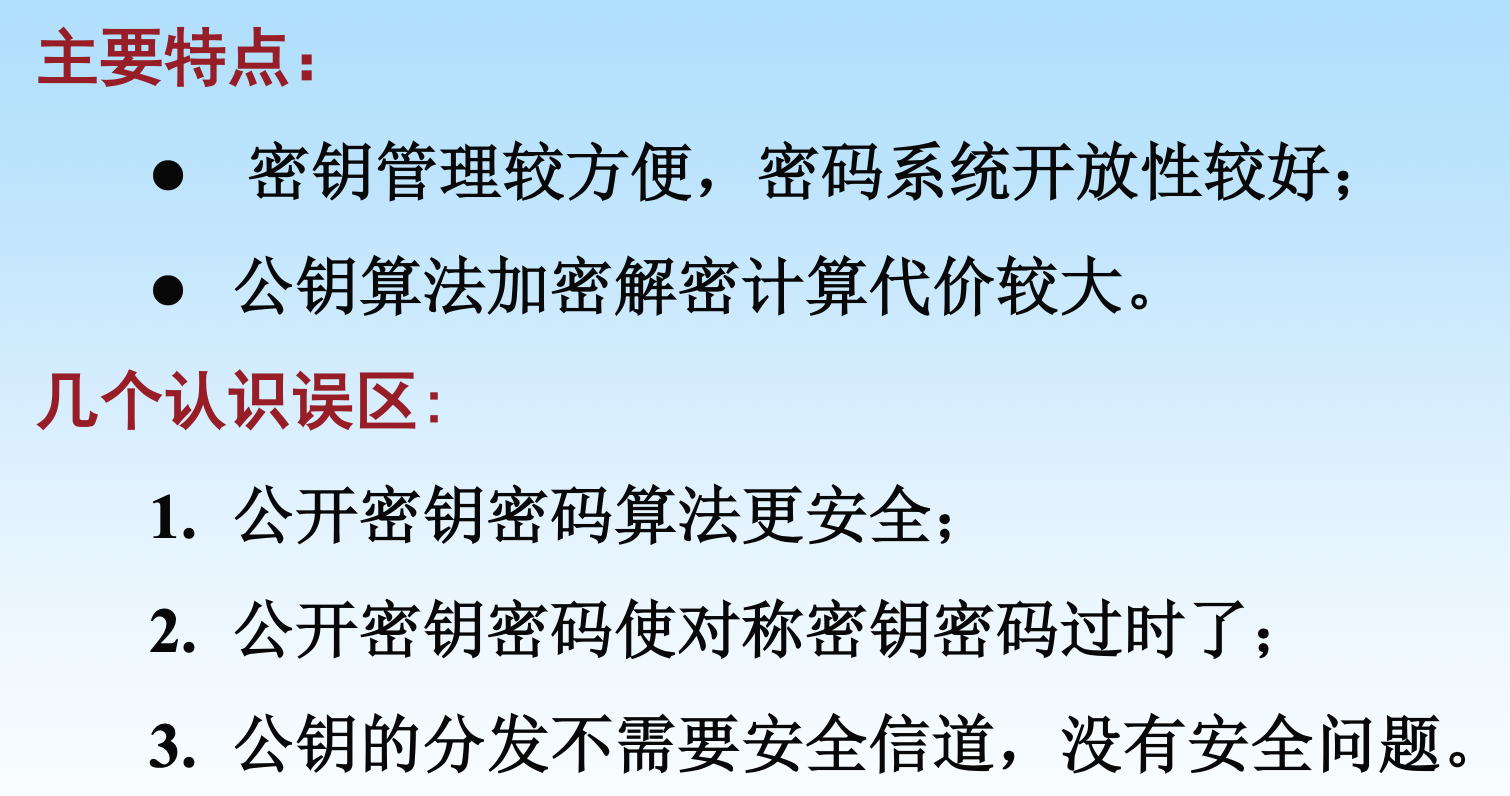 主要特点：
● 密钥管理较方便，密码系统开放性较好；
● 公钥算法加密解密计算代价较大。
几个认识误区:
1. 公开密钥密码算法更安全；
2. 公开密钥密码使对称密钥密码过时了；
3. 公钥的分发不需要安全信道，没有安全问题。